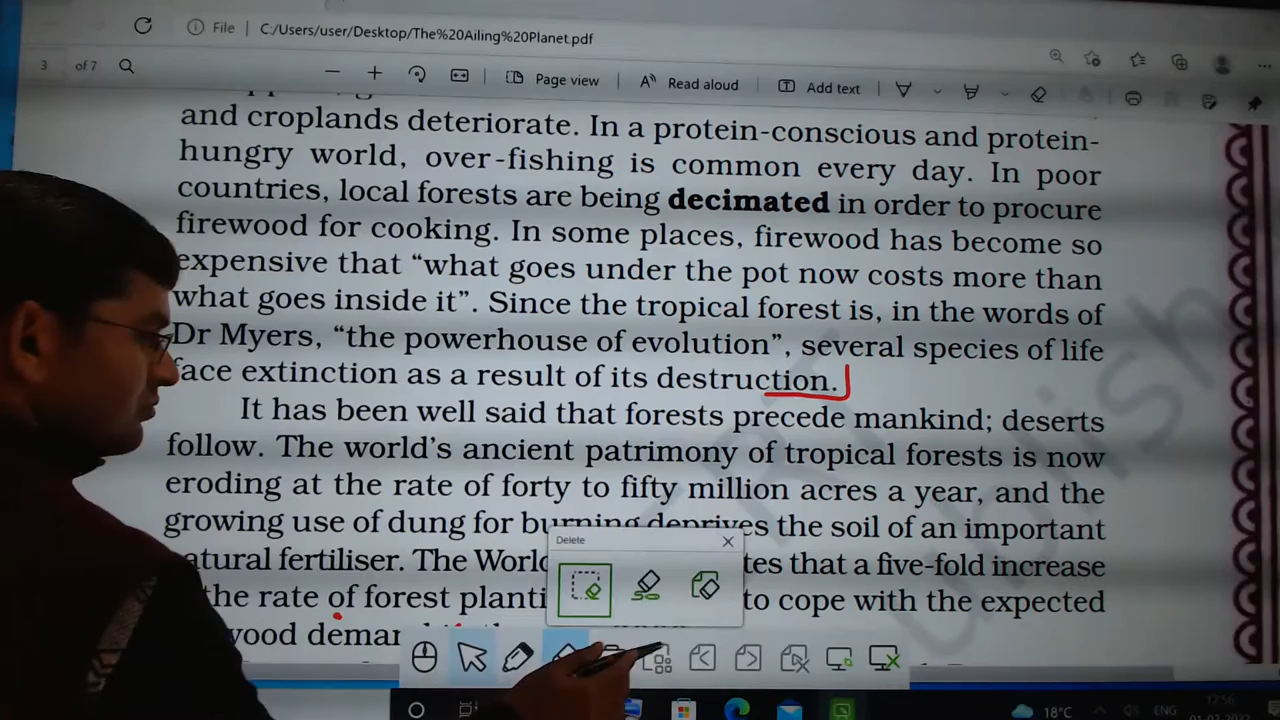 File | C:/Users/user/Desktop/The%20Ailing%20Planet.pdf
3 of 7 Page view Read aloud Add text
and croplands deteriorate. In a protein-conscious and protein-
hungry world, over-fishing is common every day. In poor
countries, local forests are being decimated in order to procure
firewood for cooking. In some places, firewood has become so
expensive that “what goes under the pot now costs more than
what goes inside it”. Since the tropical forest is, in the words of
Dr Myers, “the powerhouse of evolution”, several species of life
face extinction as a result of its destruction.
It has been well said that forests precede mankind; deserts
follow. The world’s ancient patrimony of tropical forests is now
eroding at the rate of forty to fifty million acres a year, and the
growing use of dung for burning deprives the soil of an important
natural fertiliser. The World
tes that a five-fold increase
the rate of forest planti
to cope with the expected
wood demand
Delete
18°C ENG 17:56